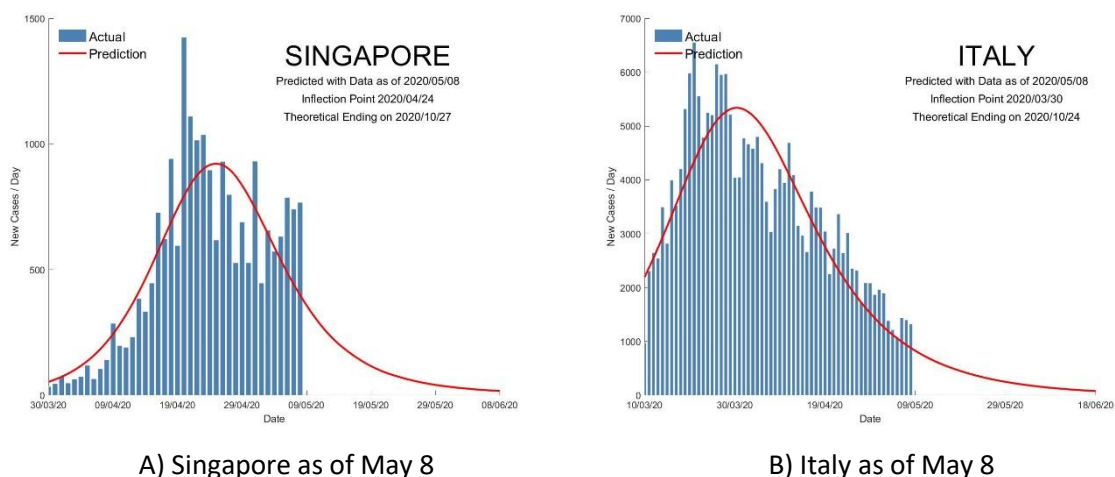 1500
Actual
Prediction
SINGAPORE
Predicted with Data as of 2020/05/08
Inflection Point 2020/04/24
Theoretical Ending on 2020/10/27
1000
New Cases / Day
500
0
30/03/20 09/04/20 19/04/20 29/04/20 09/05/20 19/05/20 29/05/20 08/06/20
Date
7000
Actual
Prediction
ITALY
6000
Predicted with Data as of 2020/05/08
Inflection Point 2020/03/30
Theoretical Ending on 2020/10/24
5000
4000
New Cases / Day
3000
2000
1000
0
10/03/20 30/03/20 19/04/20 09/05/20 29/05/20 18/06/20
Date
A) Singapore as of May 8
B) Italy as of May 8